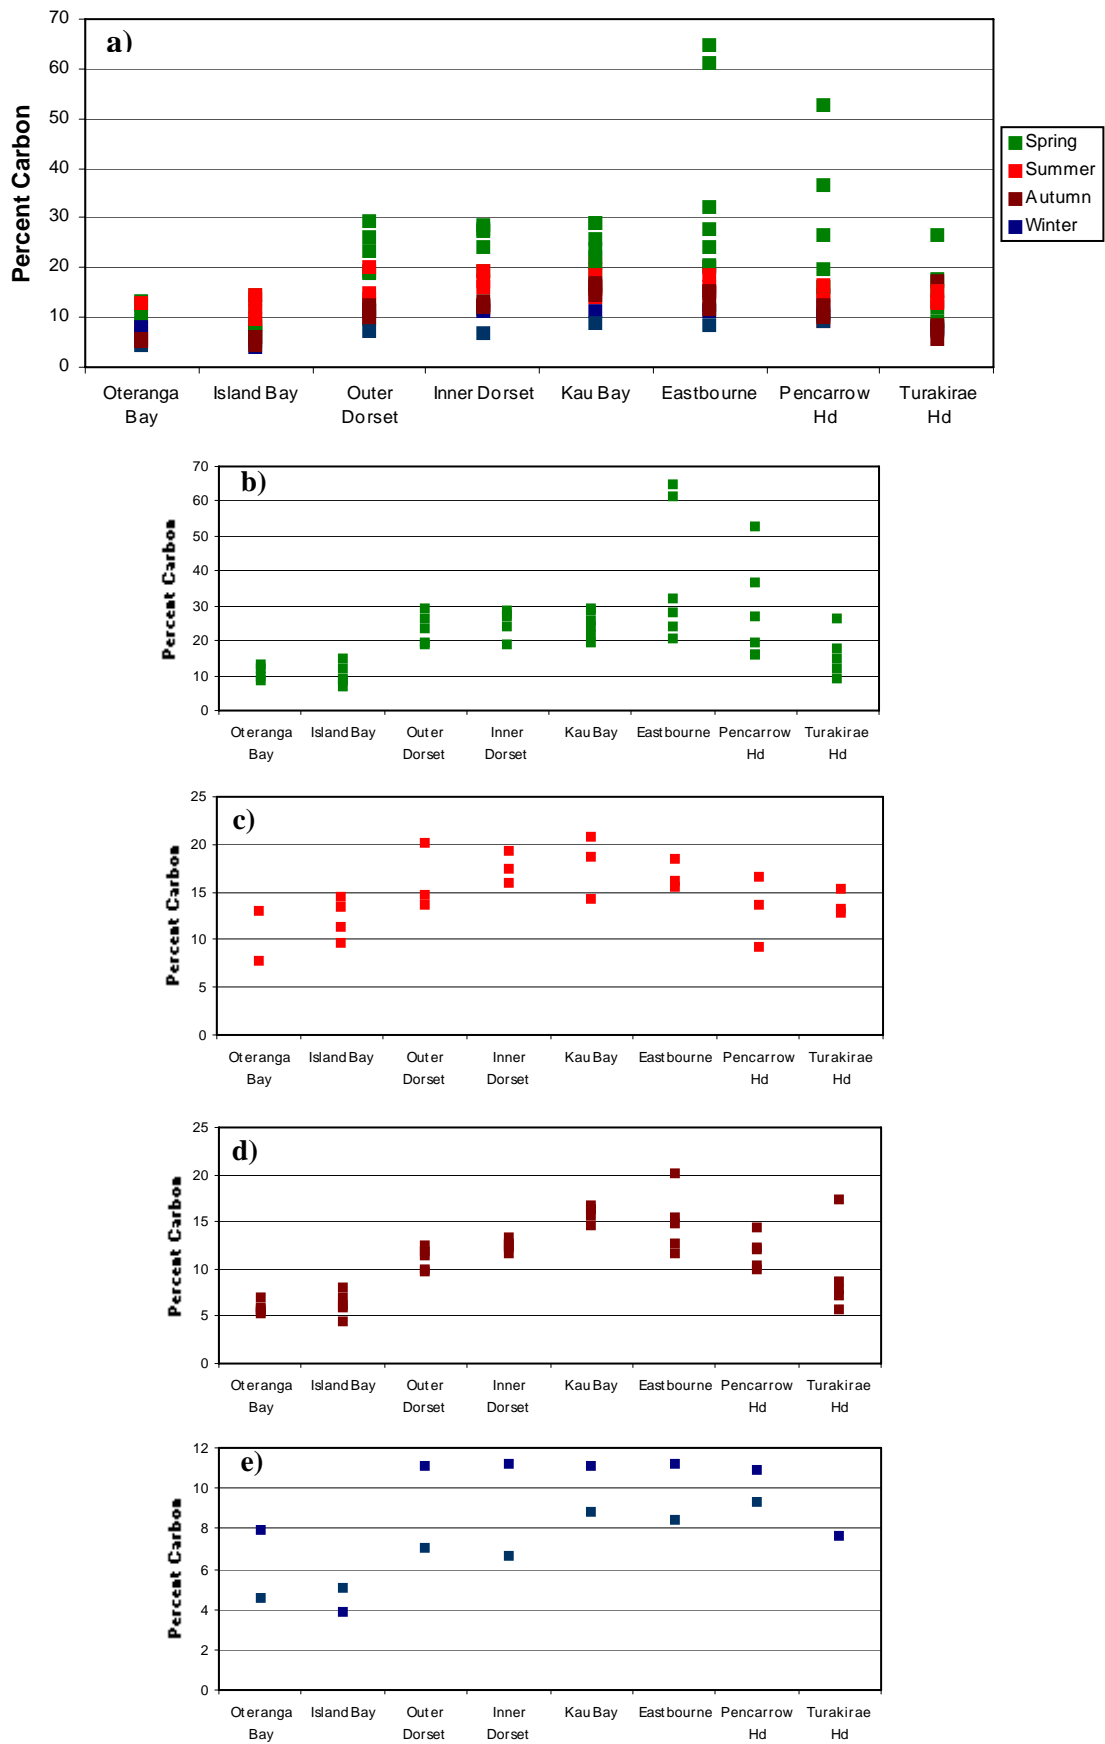 a)
Percent Carbon
70
60
50
40
30
20
10
0
Oteranga Island Bay Outer Inner Dorset Kau Bay Eastbourne Pencarrow Turakirae
Bay Dorset Hd Hd
Spring
Summer
Autumn
Winter
b)
Percent Carbon
70
60
50
40
30
20
10
0
Oteranga Island Bay Outer Inner Kau Bay Eastbourne Pencarrow Turakirae
Bay Dorset Dorset Hd Hd
c)
Percent Carbon
25
20
15
10
5
0
Oteranga Island Bay Outer Inner Kau Bay Eastbourne Pencarrow Turakirae
Bay Dorset Dorset Hd Hd
d)
Percent Carbon
25
20
15
10
5
0
Oteranga Island Bay Outer Inner Kau Bay Eastbourne Pencarrow Turakirae
Bay Dorset Dorset Hd Hd
e)
Percent Carbon
12
10
8
6
4
2
0
Oteranga Island Bay Outer Inner Kau Bay Eastbourne Pencarrow Turakirae
Bay Dorset Dorset Hd Hd